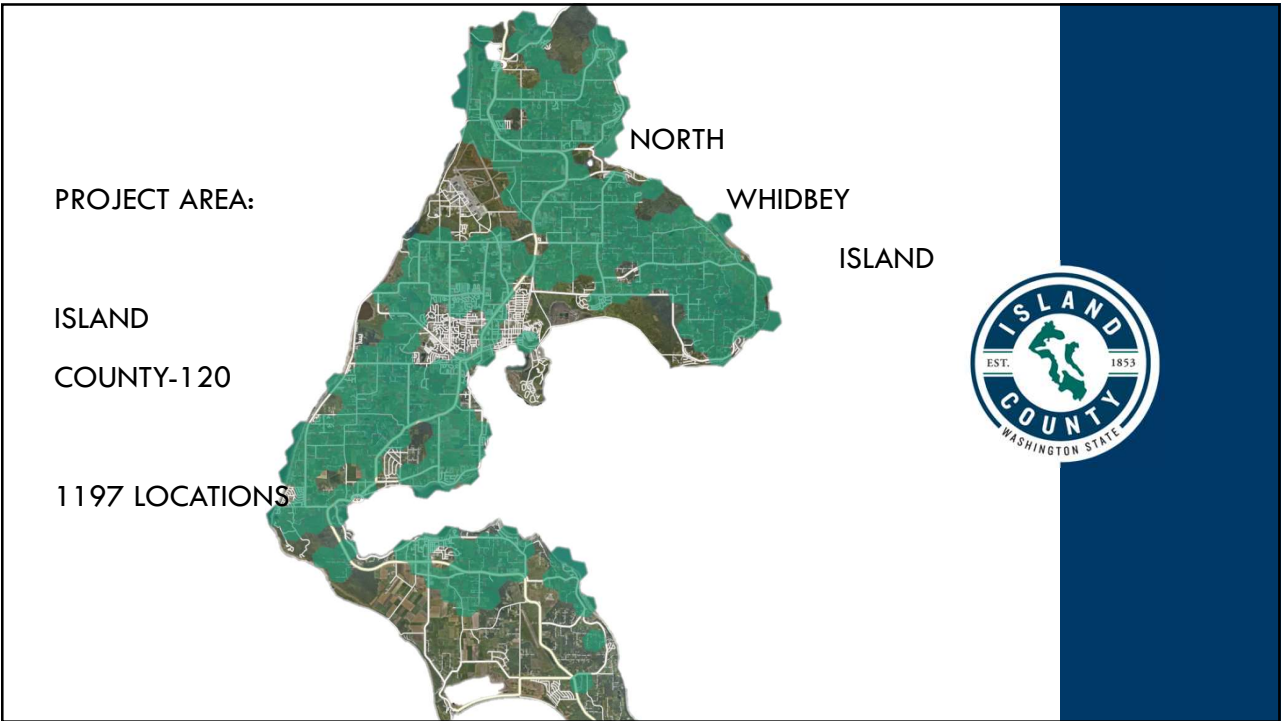 PROJECT AREA:
ISLAND
COUNTY-120
1197 LOCATIONS
NORTH
WHIDBEY
ISLAND
ISLAND
EST. 1853
COUNTY
WASHINGTON STATE